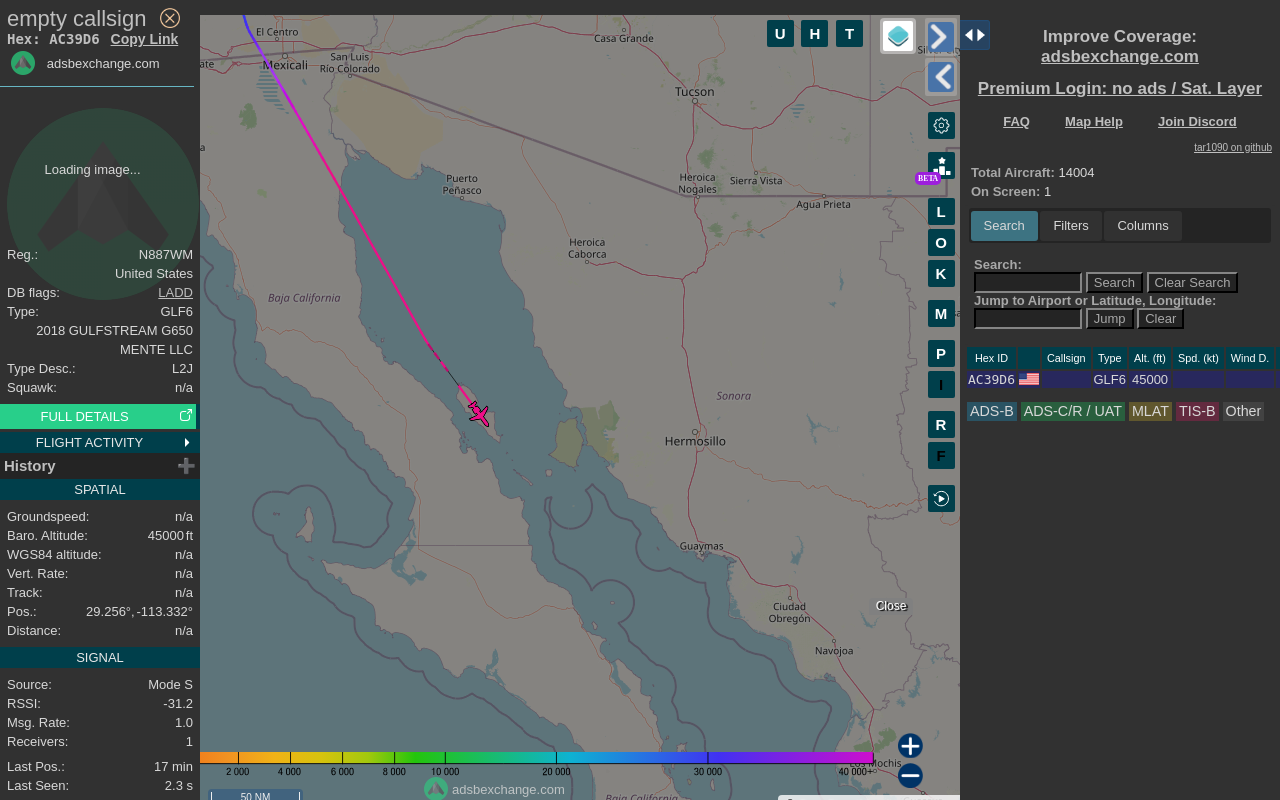 empty callsign
Hex: AC39D6 Copy Link
adsbexchange.com
Loading image...
Reg.: N887WM
United States
DB flags: LADD
Type: GLF6
2018 GULFSTREAM G650
MENTE LLC
Type Desc.: L2J
Squawk: n/a
FULL DETAILS
FLIGHT ACTIVITY
History
SPATIAL
Groundspeed: n/a
Baro. Altitude: 45000 ft
WGS84 altitude: n/a
Vert. Rate: n/a
Track: n/a
Pos.: 29.256°, -113.332°
Distance: n/a
SIGNAL
Source: Mode S
RSSI: -31.2
Msg. Rate: 1.0
Receivers: 1
Last Pos.: 17 min
Last Seen: 2.3 s
El Centro
Mexicali
San Luis
Río Colorado
Casa Grande
Tucson
Puerto
Peñasco
Heroica
Nogales
Sierra Vista
Agua Prieta
Heroica
Caborca
Baja California
Sonora
Hermosillo
Guaymas
Ciudad
Obregón
Navojoa
Los Mochis
Baja California
Close
U H T
BETA
L
O
K
M
P
I
R
F
2 000 4 000 6 000 8 000 10 000 20 000 30 000 40 000+
adsbexchange.com
50 NM
Improve Coverage:
adsbexchange.com
Premium Login: no ads / Sat. Layer
FAQ Map Help Join Discord
tar1090 on github
Total Aircraft: 14004
On Screen: 1
Search Filters Columns
Search:
Search Clear Search
Jump to Airport or Latitude, Longitude:
Jump Clear
Hex ID Callsign Type Alt. (ft) Spd. (kt) Wind D.
AC39D6 GLF6 45000
ADS-B ADS-C/R / UAT MLAT TIS-B Other